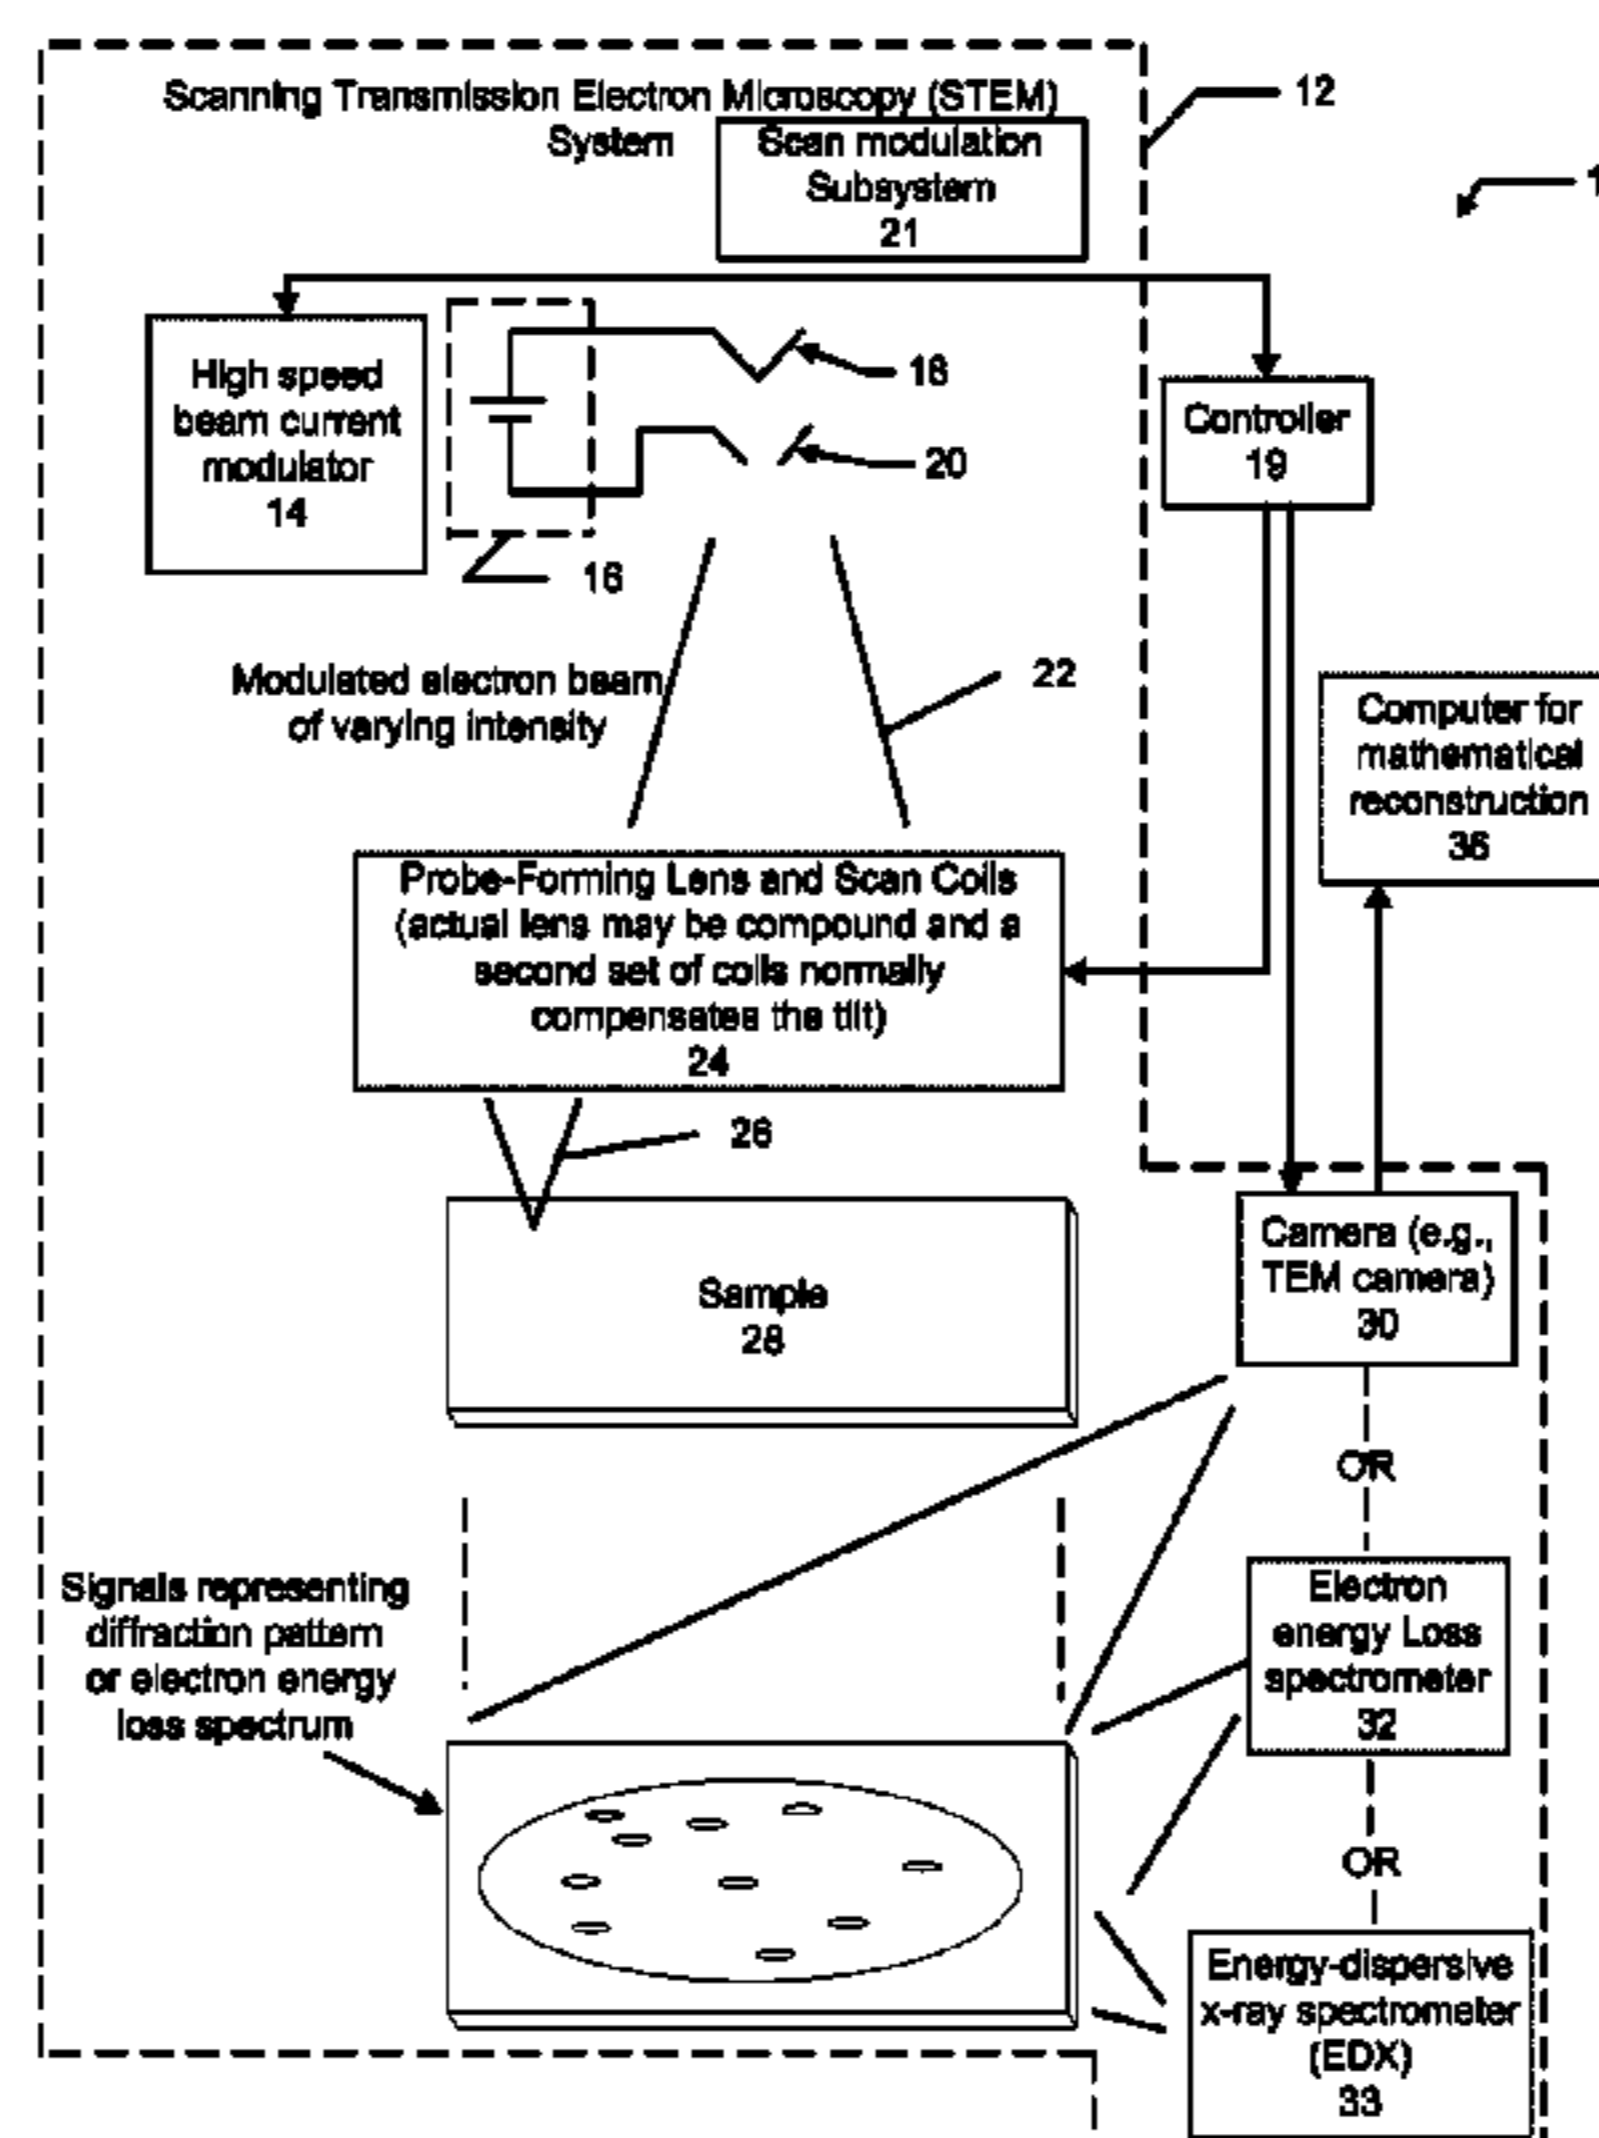 Scanning Transmission Electron Microscopy (STEM)
System
Scan modulation
Subsystem
21
12
High speed
beam current
modulator
14
18
20
16
Controller
19
Modulated electron beam
of varying intensity
22
Computer for
mathematical
reconstruction
36
Probe-Forming Lens and Scan Coils
(actual lens may be compound and a
second set of coils normally
compensates the tilt)
24
26
Sample
28
Camera (e.g.,
TEM camera)
30
OR
Signals representing
diffraction pattern
or electron energy
loss spectrum
Electron
energy Loss
spectrometer
32
OR
Energy-dispersive
x-ray spectrometer
(EDX)
33